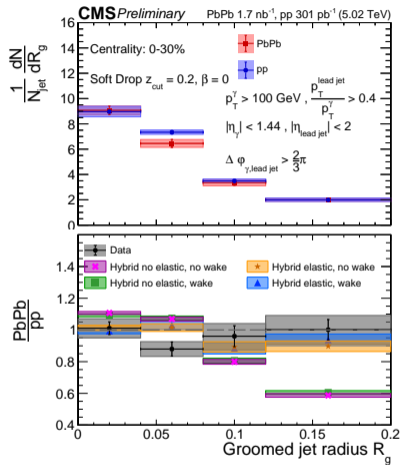 CMS Preliminary PbPb 1.7 nb⁻¹, pp 301 pb⁻¹ (5.02 TeV)
1/N_jet dN/dR_g
16
14
12
10
8
6
4
2
0
Centrality: 0-30%
PbPb
pp
Soft Drop z_cut = 0.2, β = 0
p_T^γ > 100 GeV , p_T^lead jet / p_T^γ > 0.4
|η_γ| < 1.44 , |η_lead jet| < 2
Δ φ_γ,lead jet > 2/3 π
PbPb/pp
1.4
1.2
1
0.8
0.6
0.4
Data
Hybrid no elastic, no wake
Hybrid elastic, no wake
Hybrid no elastic, wake
Hybrid elastic, wake
0 0.05 0.1 0.15 0.2
Groomed jet radius R_g